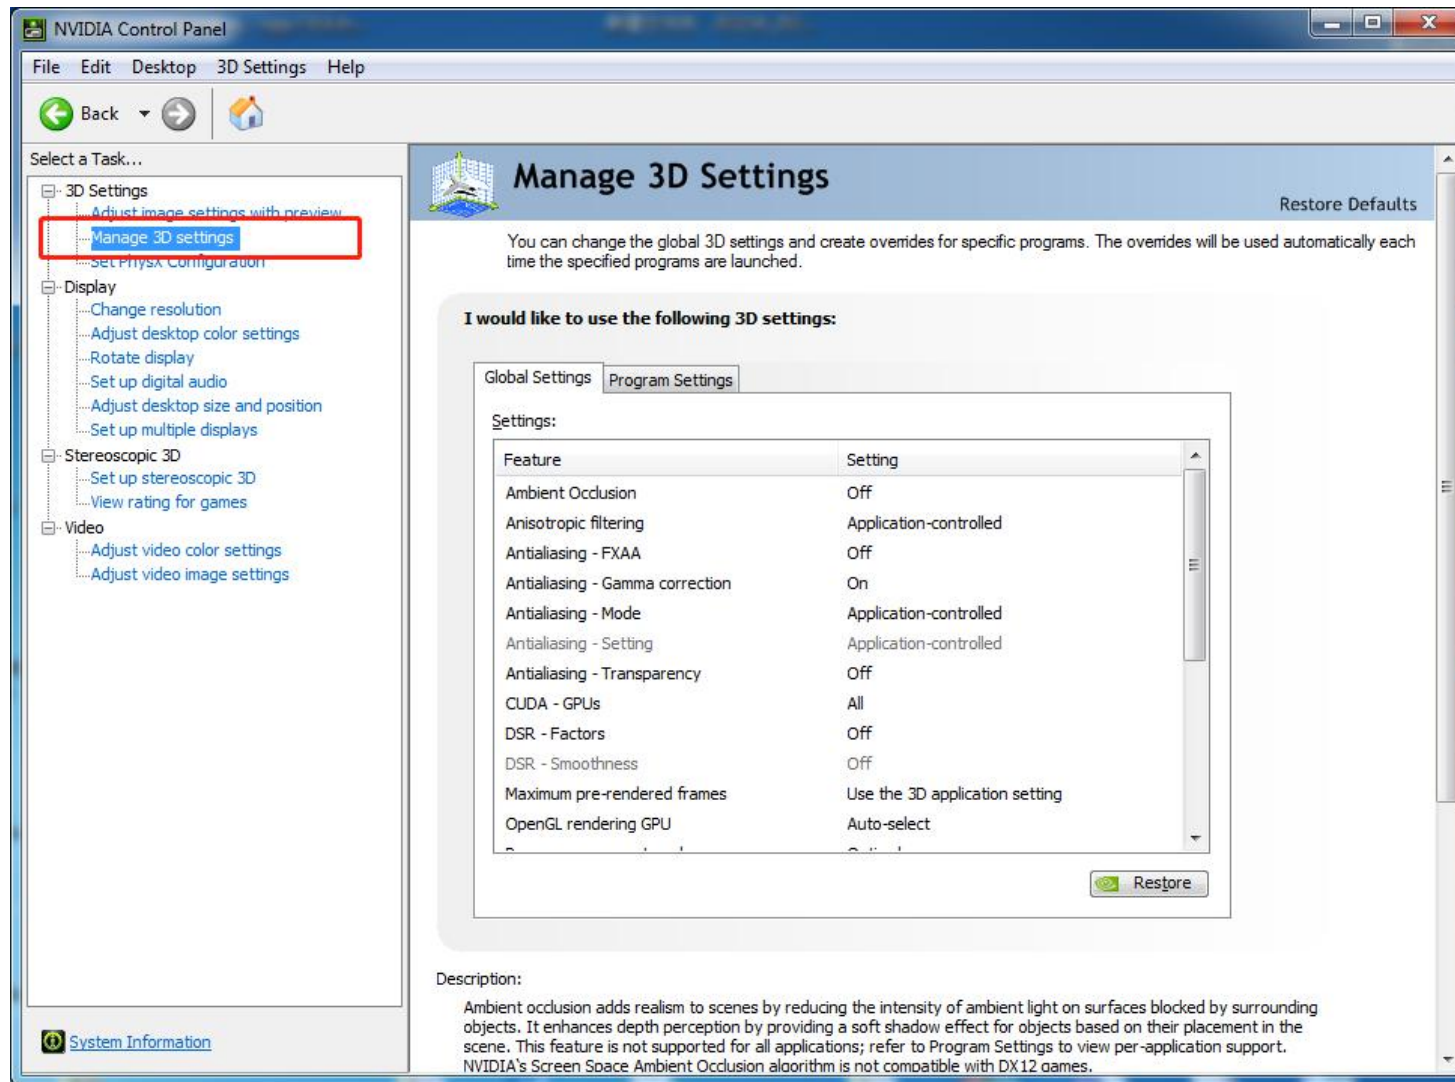 NVIDIA Control Panel
File Edit Desktop 3D Settings Help
Back
Select a Task...
3D Settings
Adjust image settings with preview
Manage 3D settings
Set PhysX Configuration
Display
Change resolution
Adjust desktop color settings
Rotate display
Set up digital audio
Adjust desktop size and position
Set up multiple displays
Stereoscopic 3D
Set up stereoscopic 3D
View rating for games
Video
Adjust video color settings
Adjust video image settings
System Information
Manage 3D Settings
Restore Defaults
You can change the global 3D settings and create overrides for specific programs. The overrides will be used automatically each
time the specified programs are launched.
I would like to use the following 3D settings:
Global Settings Program Settings
Settings:
Feature Setting
Ambient Occlusion Off
Anisotropic filtering Application-controlled
Antialiasing - FXAA Off
Antialiasing - Gamma correction On
Antialiasing - Mode Application-controlled
Antialiasing - Setting Application-controlled
Antialiasing - Transparency Off
CUDA - GPUs All
DSR - Factors Off
DSR - Smoothness Off
Maximum pre-rendered frames Use the 3D application setting
OpenGL rendering GPU Auto-select
Restore
Description:
Ambient occlusion adds realism to scenes by reducing the intensity of ambient light on surfaces blocked by surrounding
objects. It enhances depth perception by providing a soft shadow effect for objects based on their placement in the
scene. This feature is not supported for all applications; refer to Program Settings to view per-application support.
NVIDIA's Screen Space Ambient Occlusion algorithm is not compatible with DX12 games.